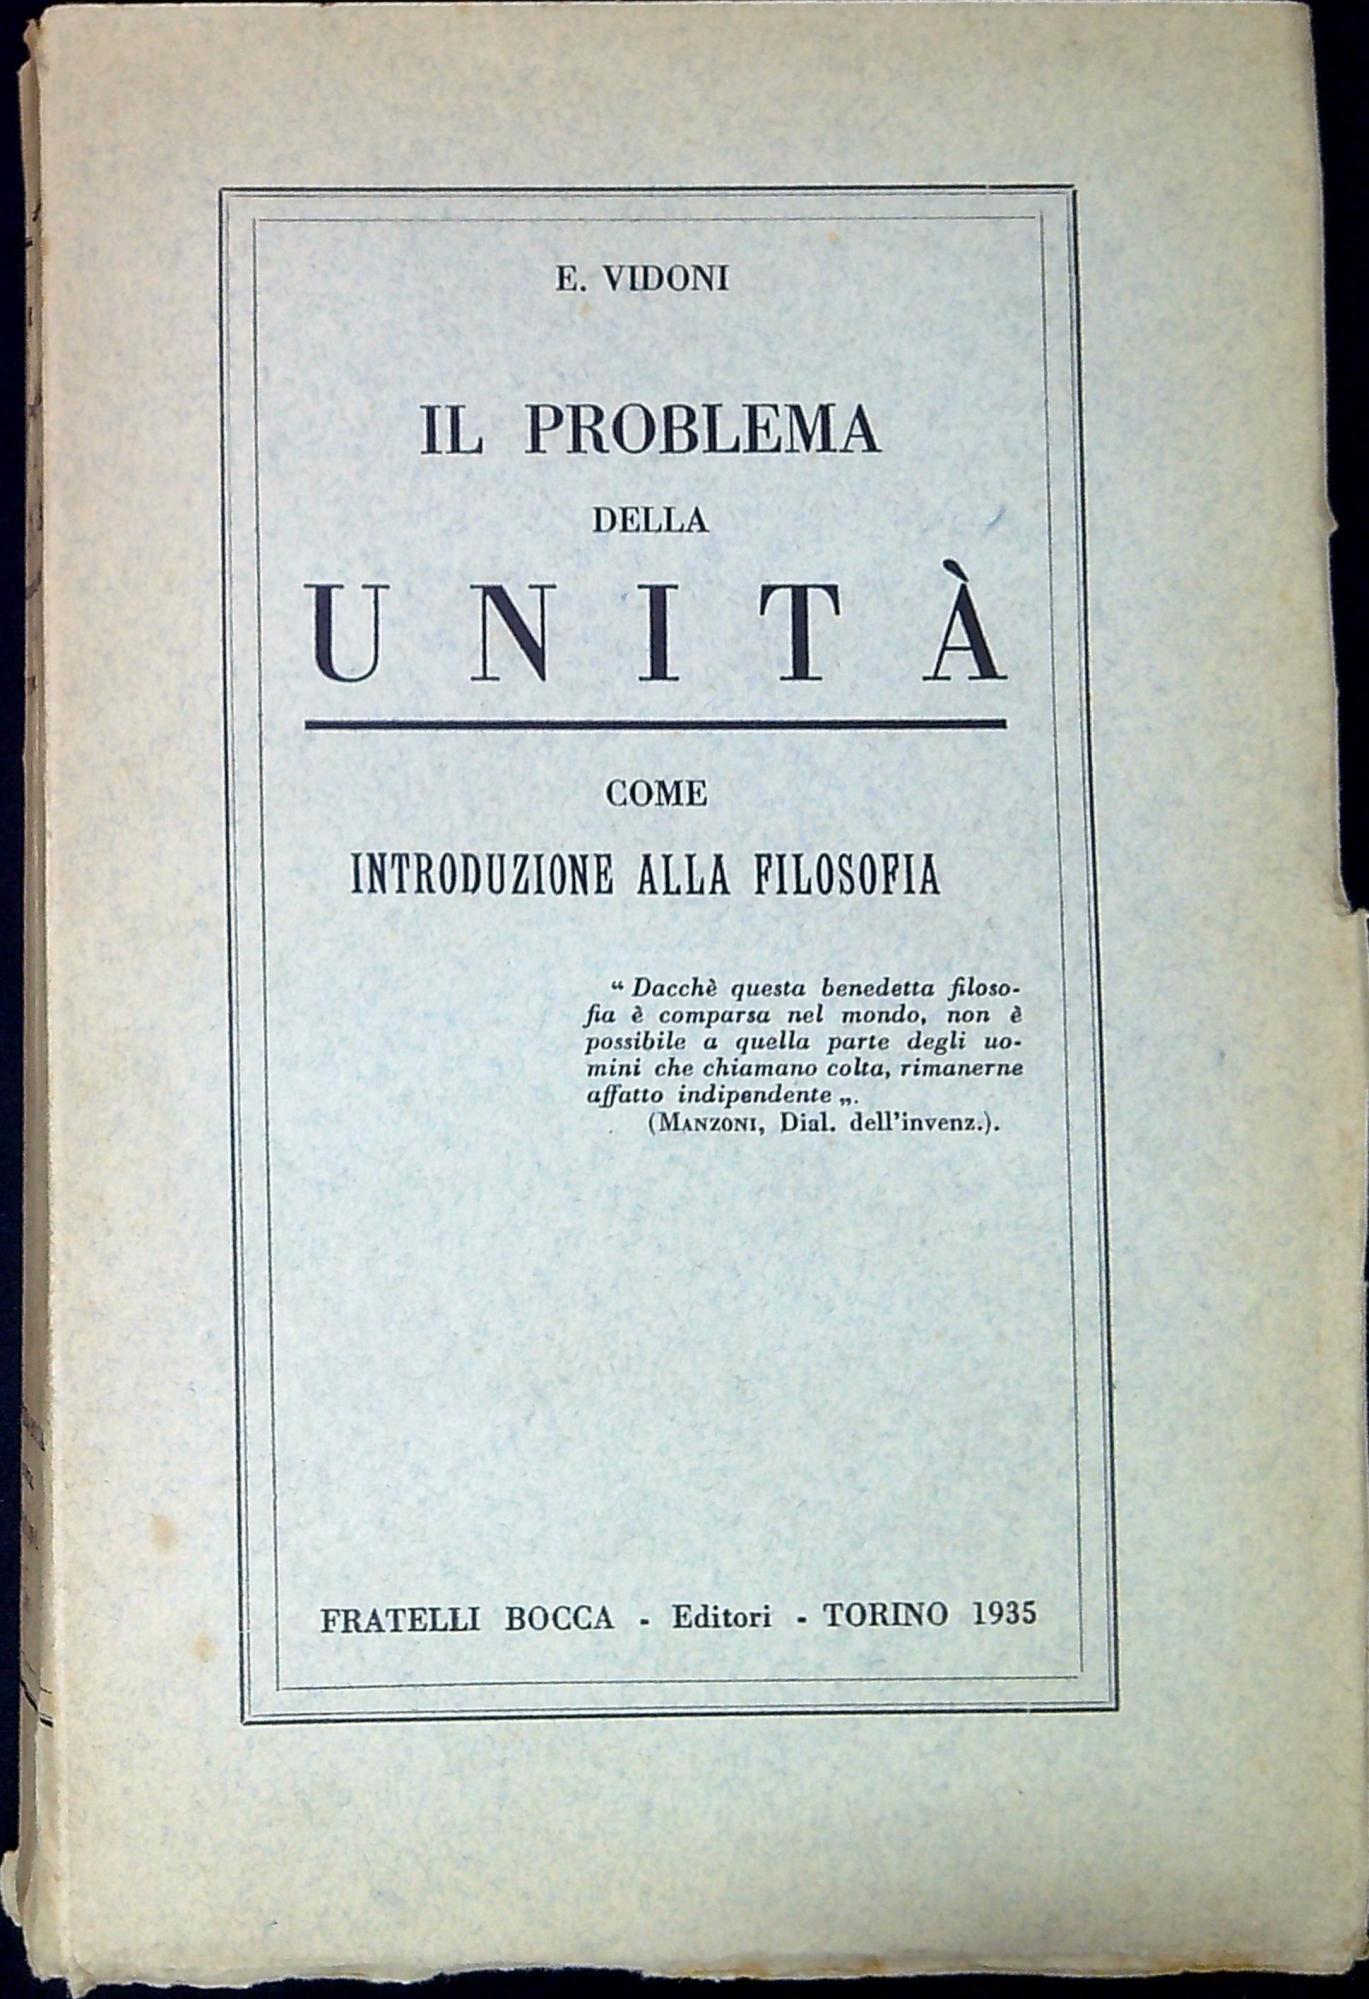 E. VIDONI
IL PROBLEMA
DELLA
UNITÀ
COME
INTRODUZIONE ALLA FILOSOFIA
“ Dacchè questa benedetta filoso-
fia è comparsa nel mondo, non è
possibile a quella parte degli uo-
mini che chiamano colta, rimanerne
affatto indipendente „.
(MANZONI, Dial. dell'invenz.).
FRATELLI BOCCA - Editori - TORINO 1935